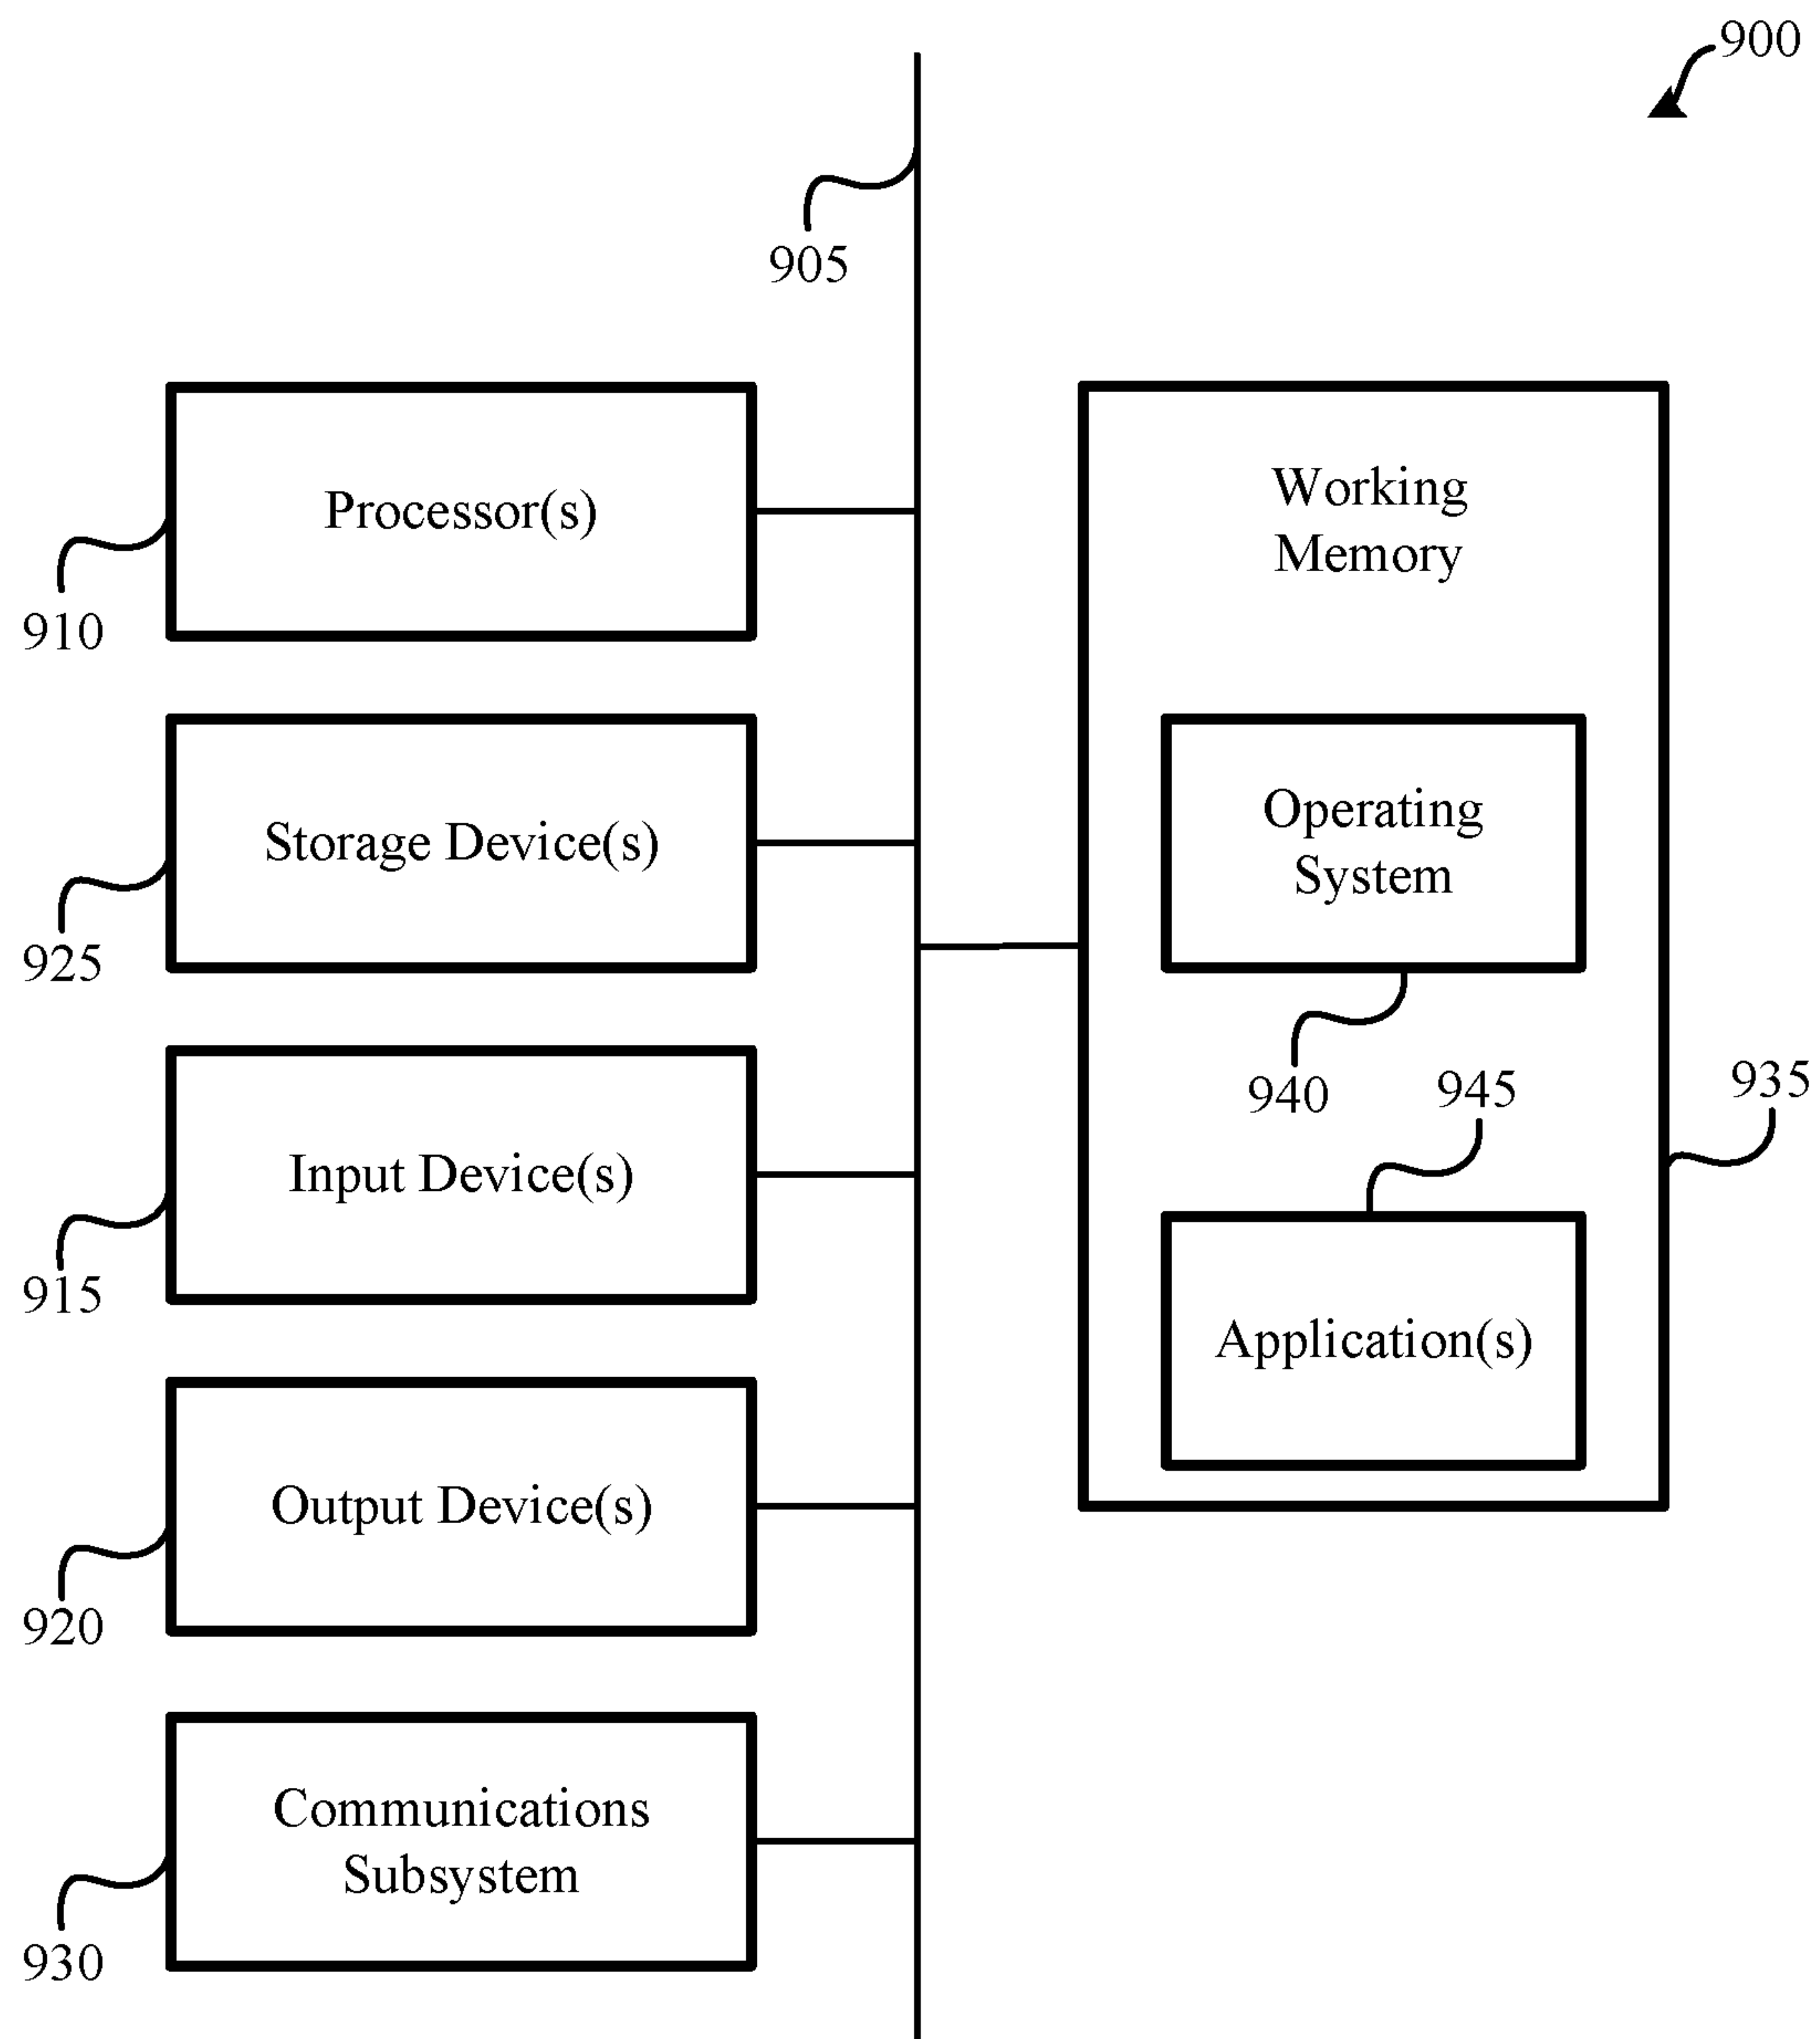 900
905
Processor(s)
910
Storage Device(s)
925
Input Device(s)
915
Output Device(s)
920
Communications
Subsystem
930
Working
Memory
Operating
System
940
945
935
Application(s)